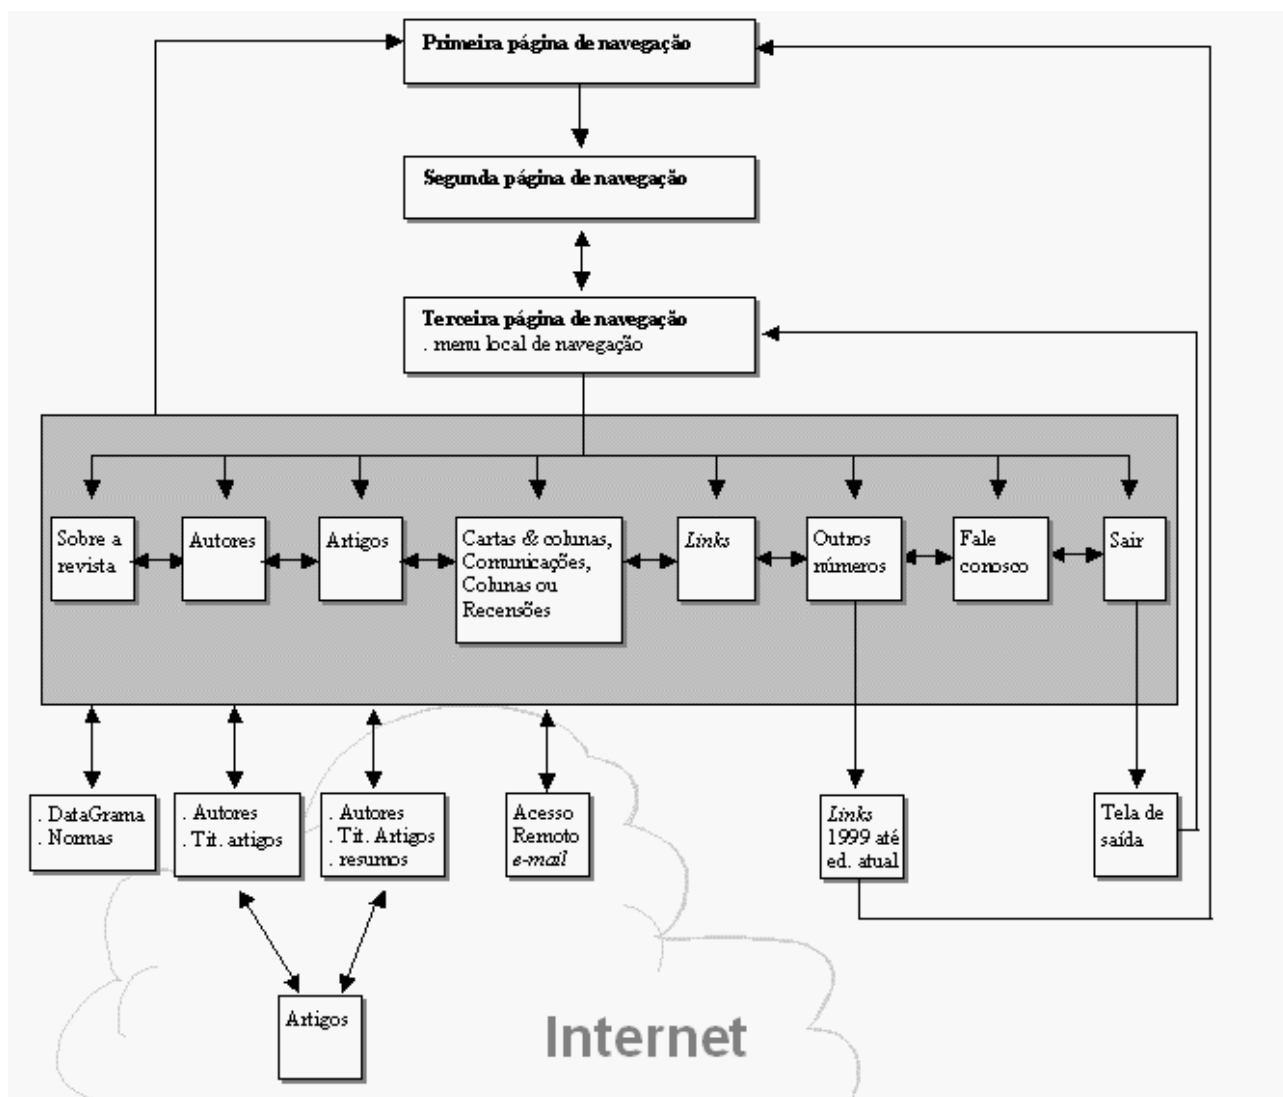 Primeira página de navegação
Segunda página de navegação
Terceira página de navegação
. menu local de navegação
Sobre a
revista
Autores
Artigos
Cartas & colunas,
Comunicações,
Colunas ou
Recensões
Links
Outros
números
Fale
conosco
Sair
. DataGrama
. Normas
. Autores
. Tít. artigos
. Autores
. Tít. Artigos
. resumos
Acesso
Remoto
e-mail
Links
1999 até
ed. atual
Tela de
saída
Artigos
Internet